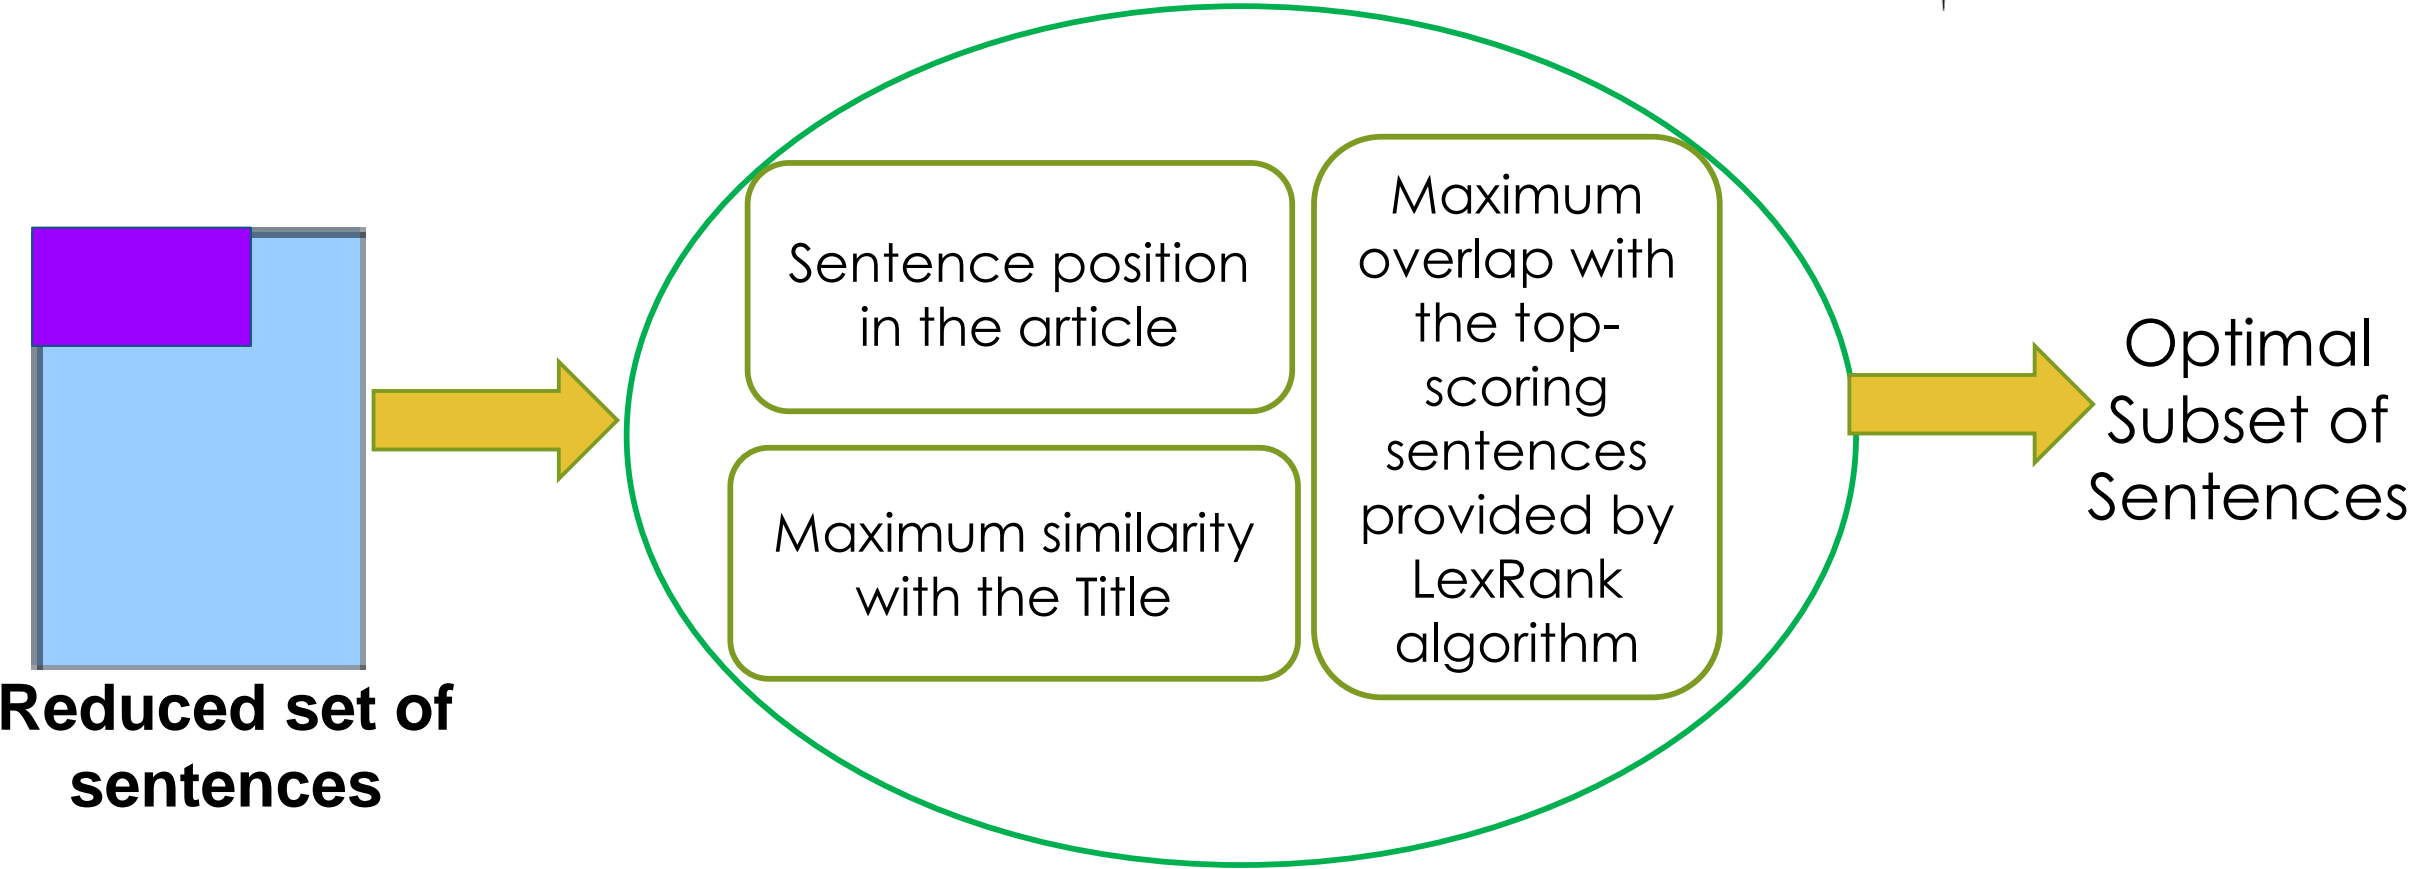 Reduced set of
sentences
Sentence position
in the article
Maximum similarity
with the Title
Maximum
overlap with
the top-
scoring
sentences
provided by
LexRank
algorithm
Optimal
Subset of
Sentences